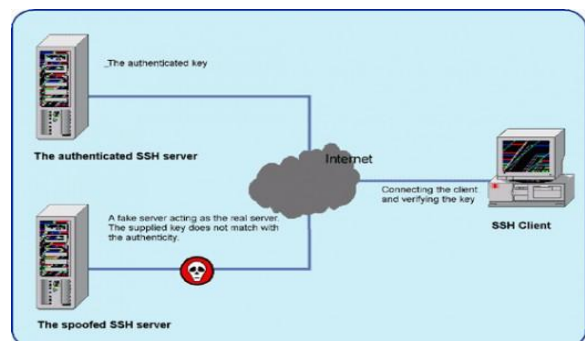 _The authenticated key
The authenticated SSH server
Internet
Connecting the client
and verifying the key
SSH Client
A fake server acting as the real server.
The supplied key does not match with
the authenticity.
The spoofed SSH server